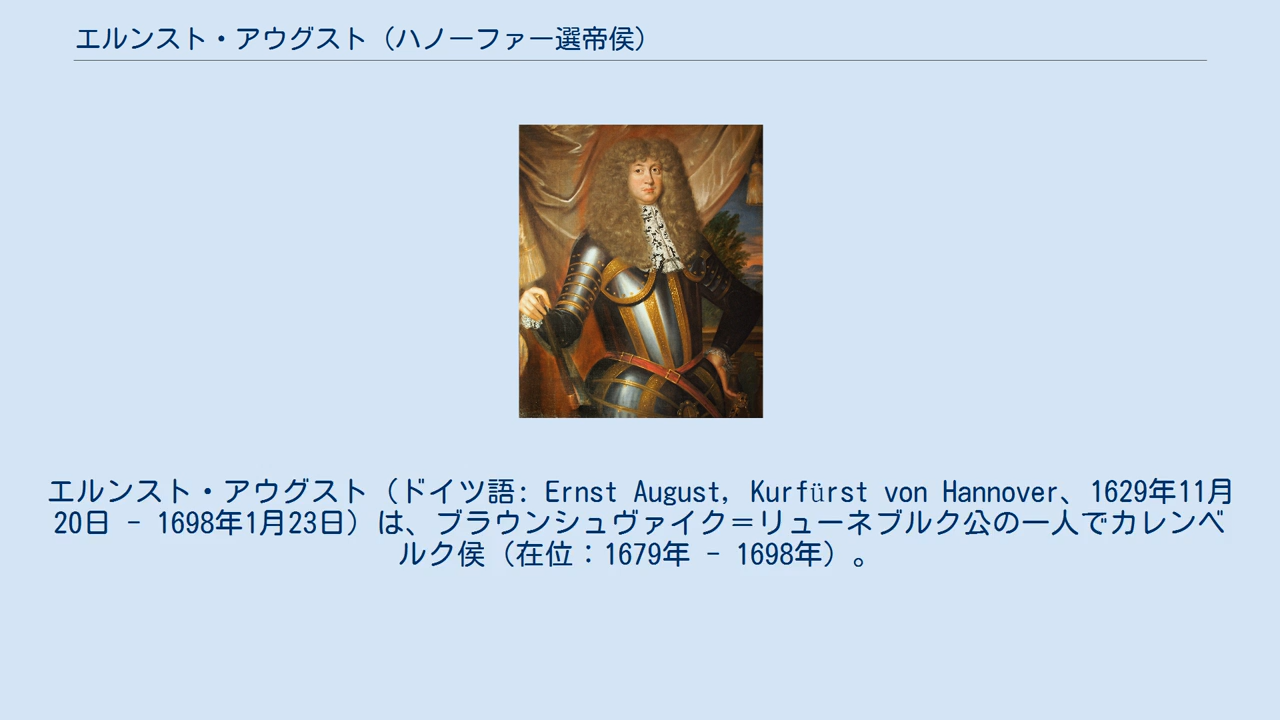 エルンスト・アウグスト（ハノーファー選帝侯）
エルンスト・アウグスト（ドイツ語: Ernst August, Kurfürst von Hannover、1629年11月
20日 - 1698年1月23日）は、ブラウンシュヴァイク＝リューネブルク公の一人でカレンベ
ルク侯（在位：1679年 - 1698年）。